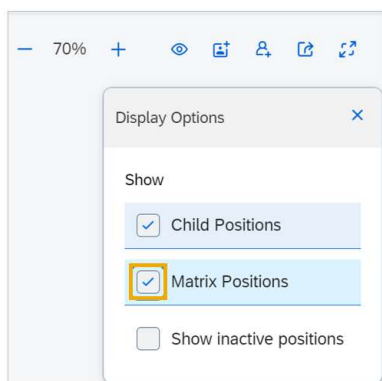 70%
Display Options
Show
Child Positions
Matrix Positions
Show inactive positions